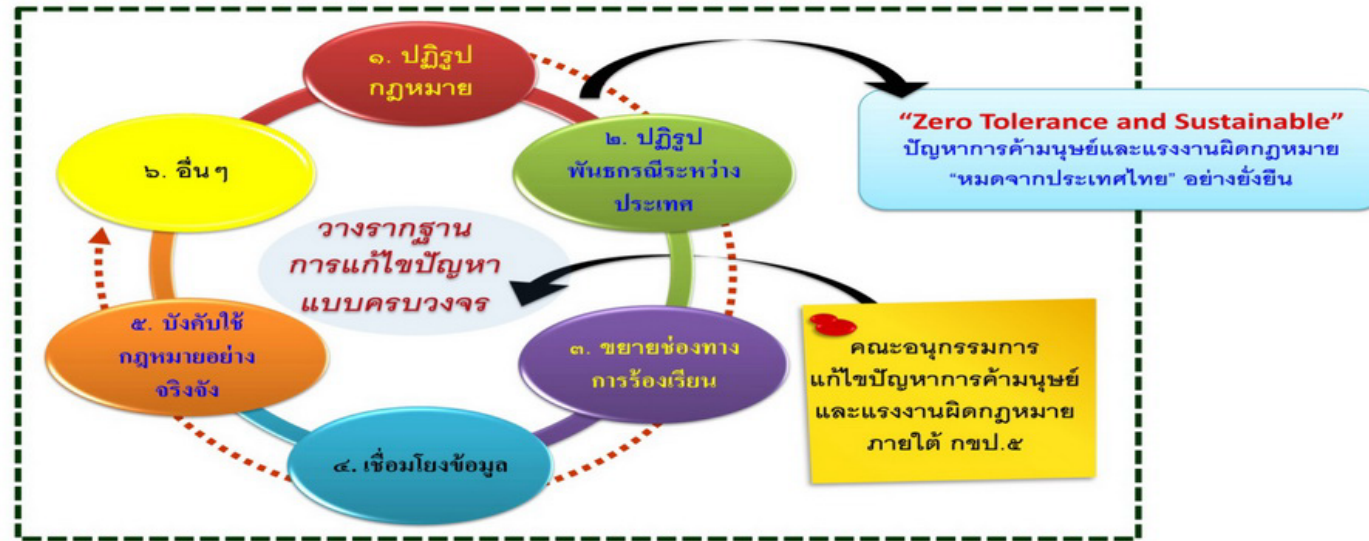 ๑. ปฏิรูป
กฎหมาย
๒. ปฏิรูป
พันธกรณีระหว่าง
ประเทศ
๓. ขยายช่องทาง
การร้องเรียน
๔. เชื่อมโยงข้อมูล
๕. บังคับใช้
กฎหมายอย่าง
จริงจัง
๖. อื่นๆ
วางรากฐาน
การแก้ไขปัญหา
แบบครบวงจร
“Zero Tolerance and Sustainable”
ปัญหาการค้ามนุษย์และแรงงานผิดกฎหมาย
“หมดจากประเทศไทย” อย่างยั่งยืน
คณะอนุกรรมการ
แก้ไขปัญหาการค้ามนุษย์
และแรงงานผิดกฎหมาย
ภายใต้ กขป.๕